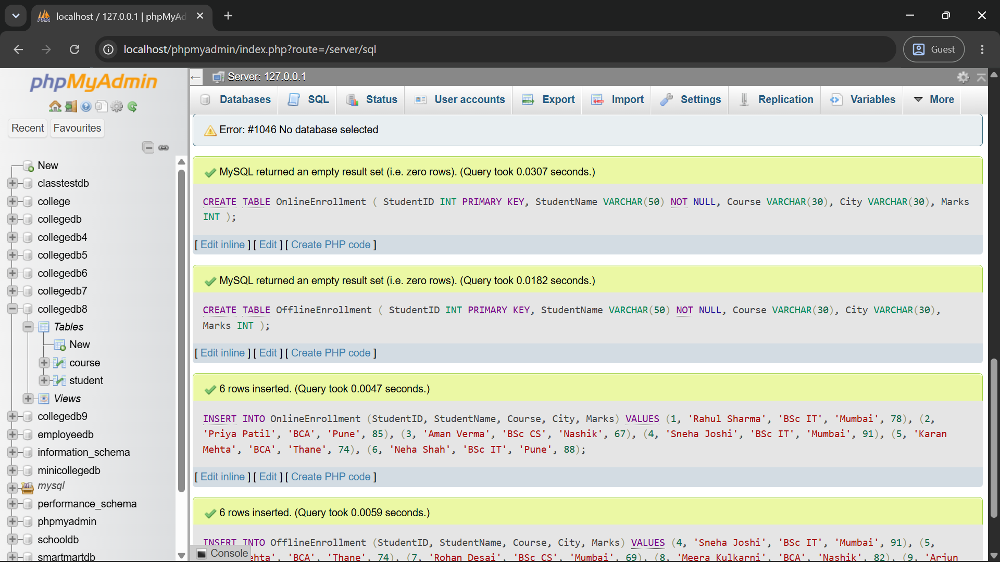 localhost / 127.0.0.1 | phpMyAd
localhost/phpmyadmin/index.php?route=/server/sql
Guest
phpMyAdmin
Recent
Favourites
New
classtestdb
college
collegedb
collegedb4
collegedb5
collegedb6
collegedb7
collegedb8
Tables
New
course
student
Views
collegedb9
employeedb
information_schema
minicollegedb
mysql
performance_schema
phpmyadmin
schooldb
smartmartdb
Server: 127.0.0.1
Databases
SQL
Status
User accounts
Export
Import
Settings
Replication
Variables
More
Error: #1046 No database selected
MySQL returned an empty result set (i.e. zero rows). (Query took 0.0307 seconds.)
CREATE TABLE OnlineEnrollment ( StudentID INT PRIMARY KEY, StudentName VARCHAR(50) NOT NULL, Course VARCHAR(30), City VARCHAR(30), Marks
INT );
[ Edit inline ] [ Edit ] [ Create PHP code ]
MySQL returned an empty result set (i.e. zero rows). (Query took 0.0182 seconds.)
CREATE TABLE OfflineEnrollment ( StudentID INT PRIMARY KEY, StudentName VARCHAR(50) NOT NULL, Course VARCHAR(30), City VARCHAR(30),
Marks INT );
[ Edit inline ] [ Edit ] [ Create PHP code ]
6 rows inserted. (Query took 0.0047 seconds.)
INSERT INTO OnlineEnrollment (StudentID, StudentName, Course, City, Marks) VALUES (1, 'Rahul Sharma', 'BSc IT', 'Mumbai', 78), (2,
'Priya Patil', 'BCA', 'Pune', 85), (3, 'Aman Verma', 'BSc CS', 'Nashik', 67), (4, 'Sneha Joshi', 'BSc IT', 'Mumbai', 91), (5, 'Karan
Mehta', 'BCA', 'Thane', 74), (6, 'Neha Shah', 'BSc IT', 'Pune', 88);
[ Edit inline ] [ Edit ] [ Create PHP code ]
6 rows inserted. (Query took 0.0059 seconds.)
INSERT INTO OfflineEnrollment (StudentID, StudentName, Course, City, Marks) VALUES (4, 'Sneha Joshi', 'BSc IT', 'Mumbai', 91), (5,
ehta', 'BCA', 'Thane', 74), (7, 'Rohan Desai', 'BSc CS', 'Mumbai', 69), (8, 'Meera Kulkarni', 'BCA', 'Nashik', 82), (9, 'Arjun
Console